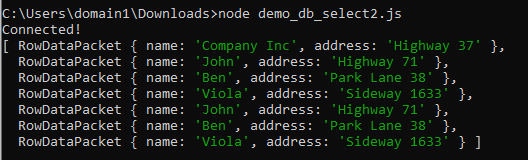 C:\Users\domain1\Downloads>node demo_db_select2.js
Connected!
[ RowDataPacket { name: 'Company Inc', address: 'Highway 37' },
  RowDataPacket { name: 'John', address: 'Highway 71' },
  RowDataPacket { name: 'Ben', address: 'Park Lane 38' },
  RowDataPacket { name: 'Viola', address: 'Sideway 1633' },
  RowDataPacket { name: 'John', address: 'Highway 71' },
  RowDataPacket { name: 'Ben', address: 'Park Lane 38' },
  RowDataPacket { name: 'Viola', address: 'Sideway 1633' } ]